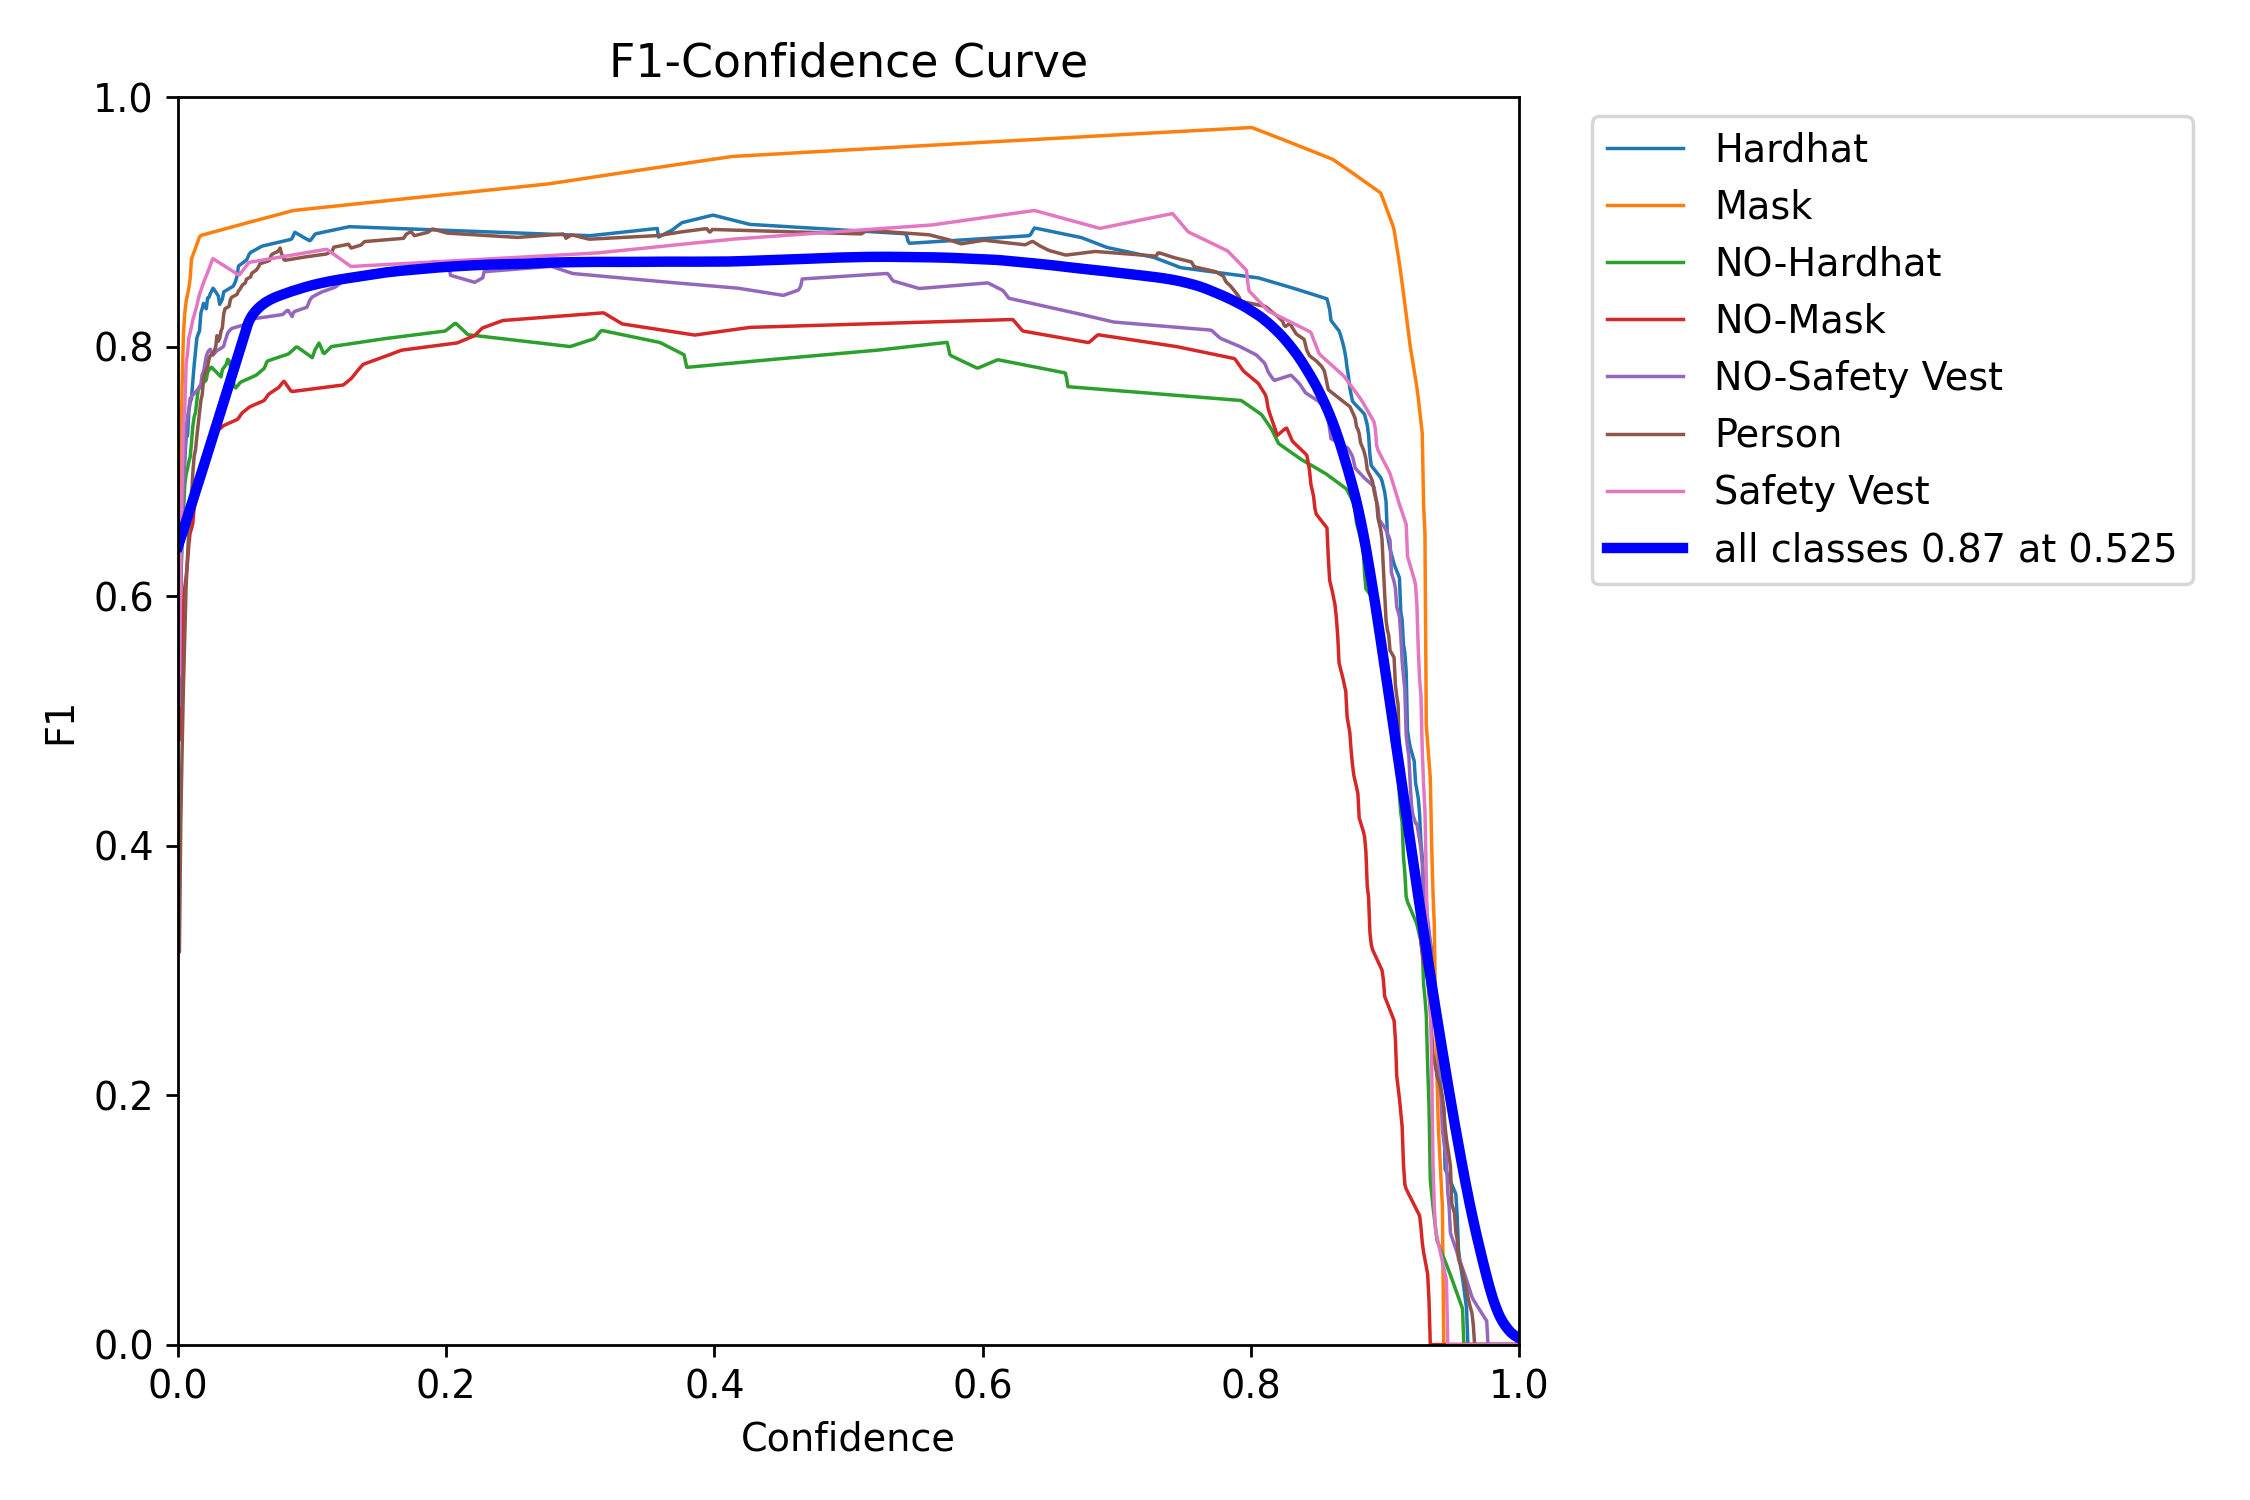 F1-Confidence Curve
1.0
0.8
0.6
0.4
0.2
0.0
F1
0.0 0.2 0.4 0.6 0.8 1.0
Confidence
Hardhat
Mask
NO-Hardhat
NO-Mask
NO-Safety Vest
Person
Safety Vest
all classes 0.87 at 0.525